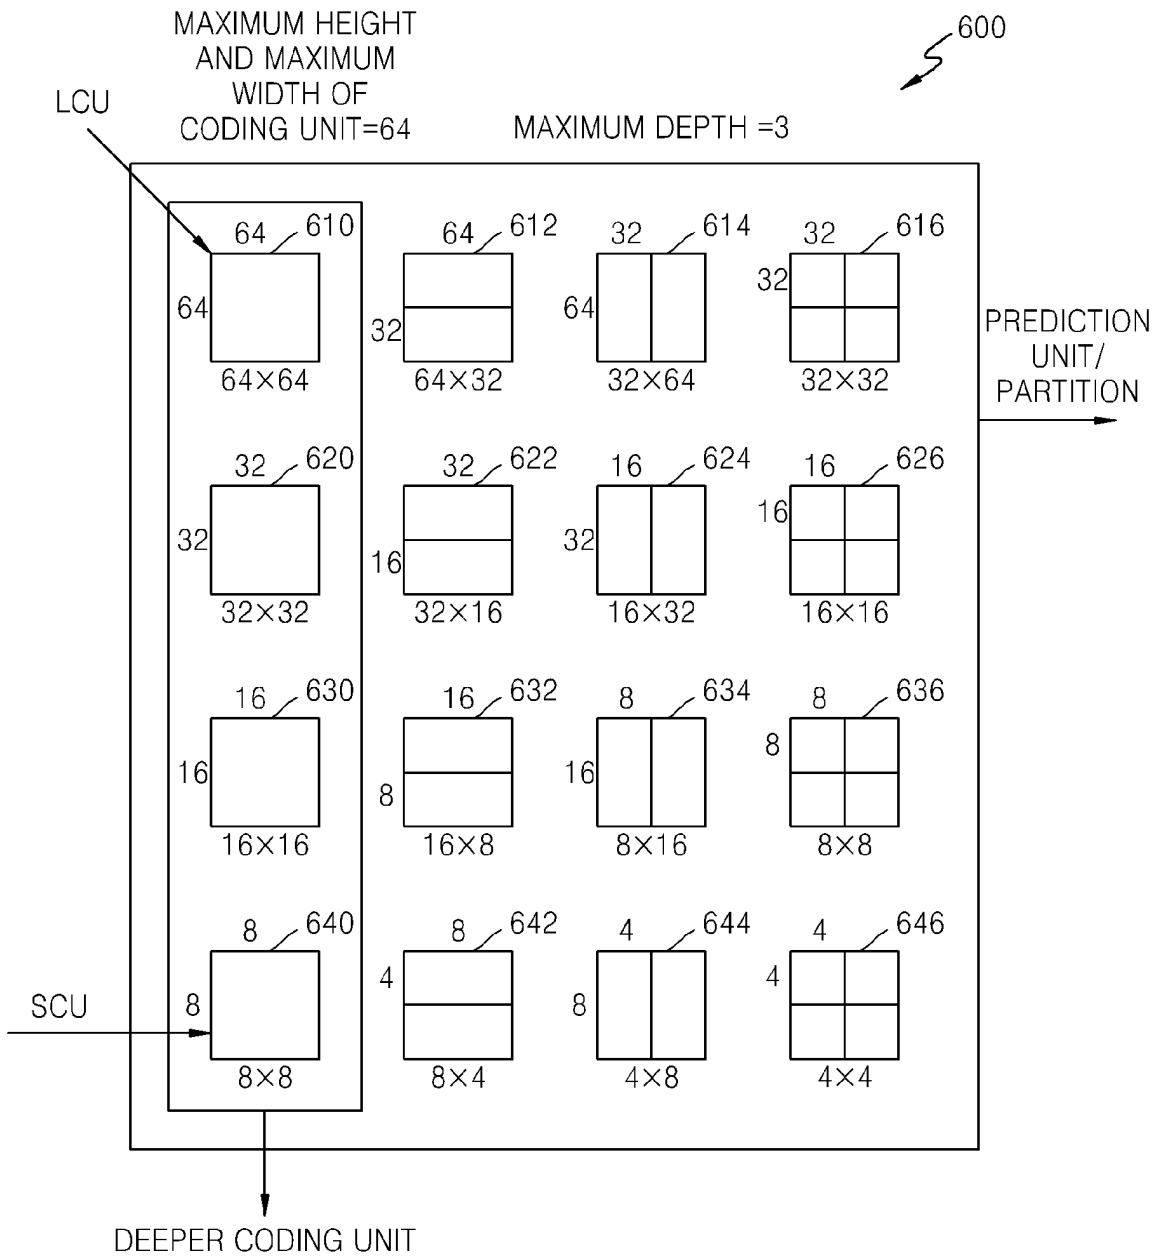 600
MAXIMUM HEIGHT
AND MAXIMUM
WIDTH OF
CODING UNIT=64
MAXIMUM DEPTH =3
LCU
64 610 64 612 32 614 32 616
64 32 64 32
64×64 64×32 32×64 32×32
PREDICTION
UNIT/
PARTITION
32 620 32 622 16 624 16 626
32 16 32 16
32×32 32×16 16×32 16×16
16 630 16 632 8 634 8 636
16 8 16 8
16×16 16×8 8×16 8×8
8 640 8 642 4 644 4 646
SCU 8 4 8 4
8×8 8×4 4×8 4×4
DEEPER CODING UNIT